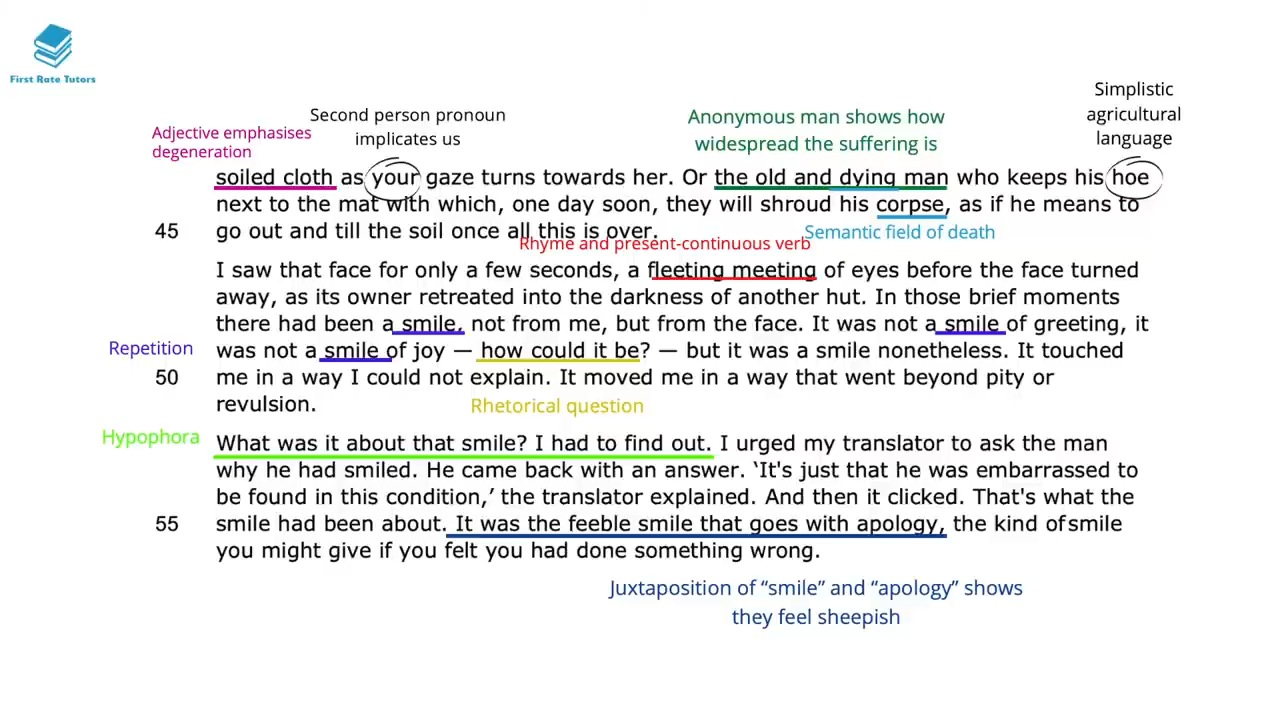 First Rate Tutors
Simplistic
agricultural
language
Second person pronoun
implicates us
Anonymous man shows how
widespread the suffering is
Adjective emphasises
degeneration
soiled cloth as your gaze turns towards her. Or the old and dying man who keeps his hoe
next to the mat with which, one day soon, they will shroud his corpse, as if he means to
45 go out and till the soil once all this is over.
Semantic field of death
Rhyme and present-continuous verb
I saw that face for only a few seconds, a fleeting meeting of eyes before the face turned
away, as its owner retreated into the darkness of another hut. In those brief moments
there had been a smile, not from me, but from the face. It was not a smile of greeting, it
Repetition
was not a smile of joy — how could it be? — but it was a smile nonetheless. It touched
50 me in a way I could not explain. It moved me in a way that went beyond pity or
revulsion.
Rhetorical question
Hypophora
What was it about that smile? I had to find out. I urged my translator to ask the man
why he had smiled. He came back with an answer. ‘It's just that he was embarrassed to
be found in this condition,’ the translator explained. And then it clicked. That's what the
55 smile had been about. It was the feeble smile that goes with apology, the kind of smile
you might give if you felt you had done something wrong.
Juxtaposition of “smile” and “apology” shows
they feel sheepish